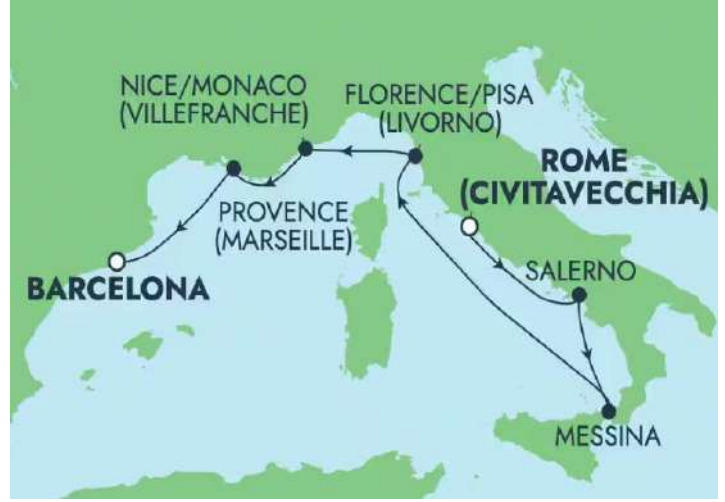 NICE/MONACO
(VILLEFRANCHE)
FLORENCE/PISA
(LIVORNO)
ROME
(CIVITAVECCHIA)
PROVENCE
(MARSEILLE)
SALERNO
BARCELONA
MESSINA